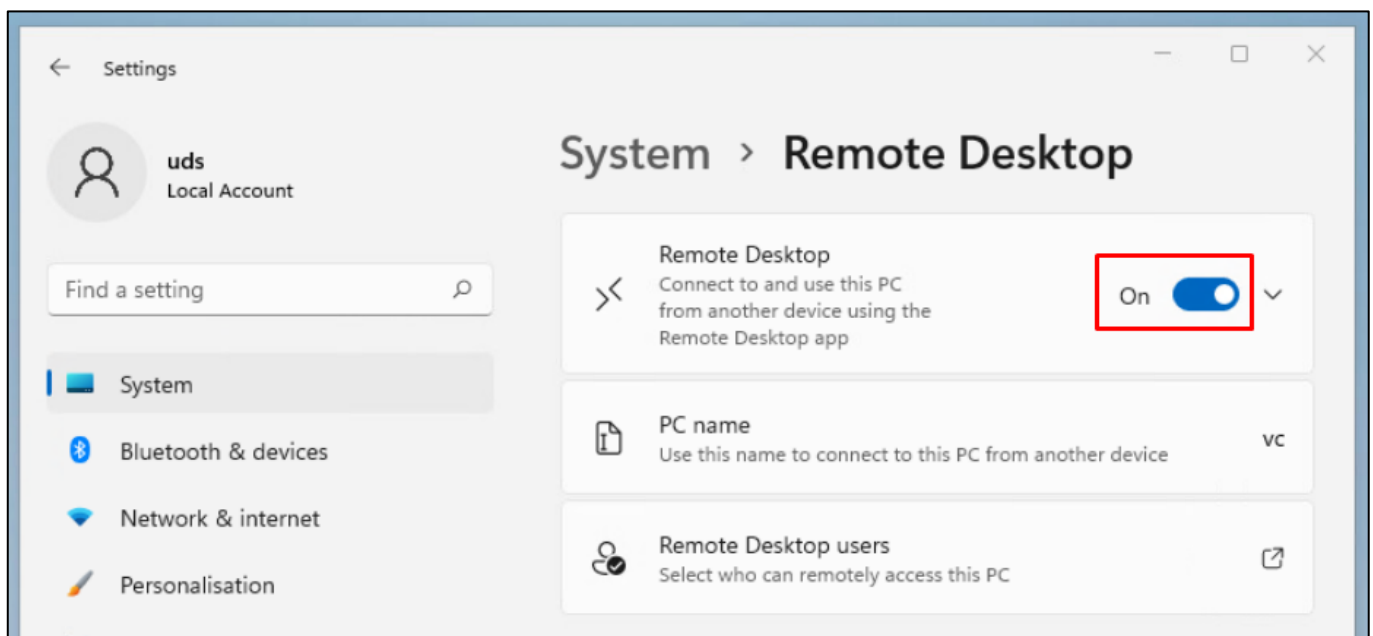 Settings
uds
Local Account
Find a setting
System
Bluetooth & devices
Network & internet
Personalisation
System > Remote Desktop
Remote Desktop
Connect to and use this PC
from another device using the
Remote Desktop app
On
PC name
Use this name to connect to this PC from another device
vc
Remote Desktop users
Select who can remotely access this PC